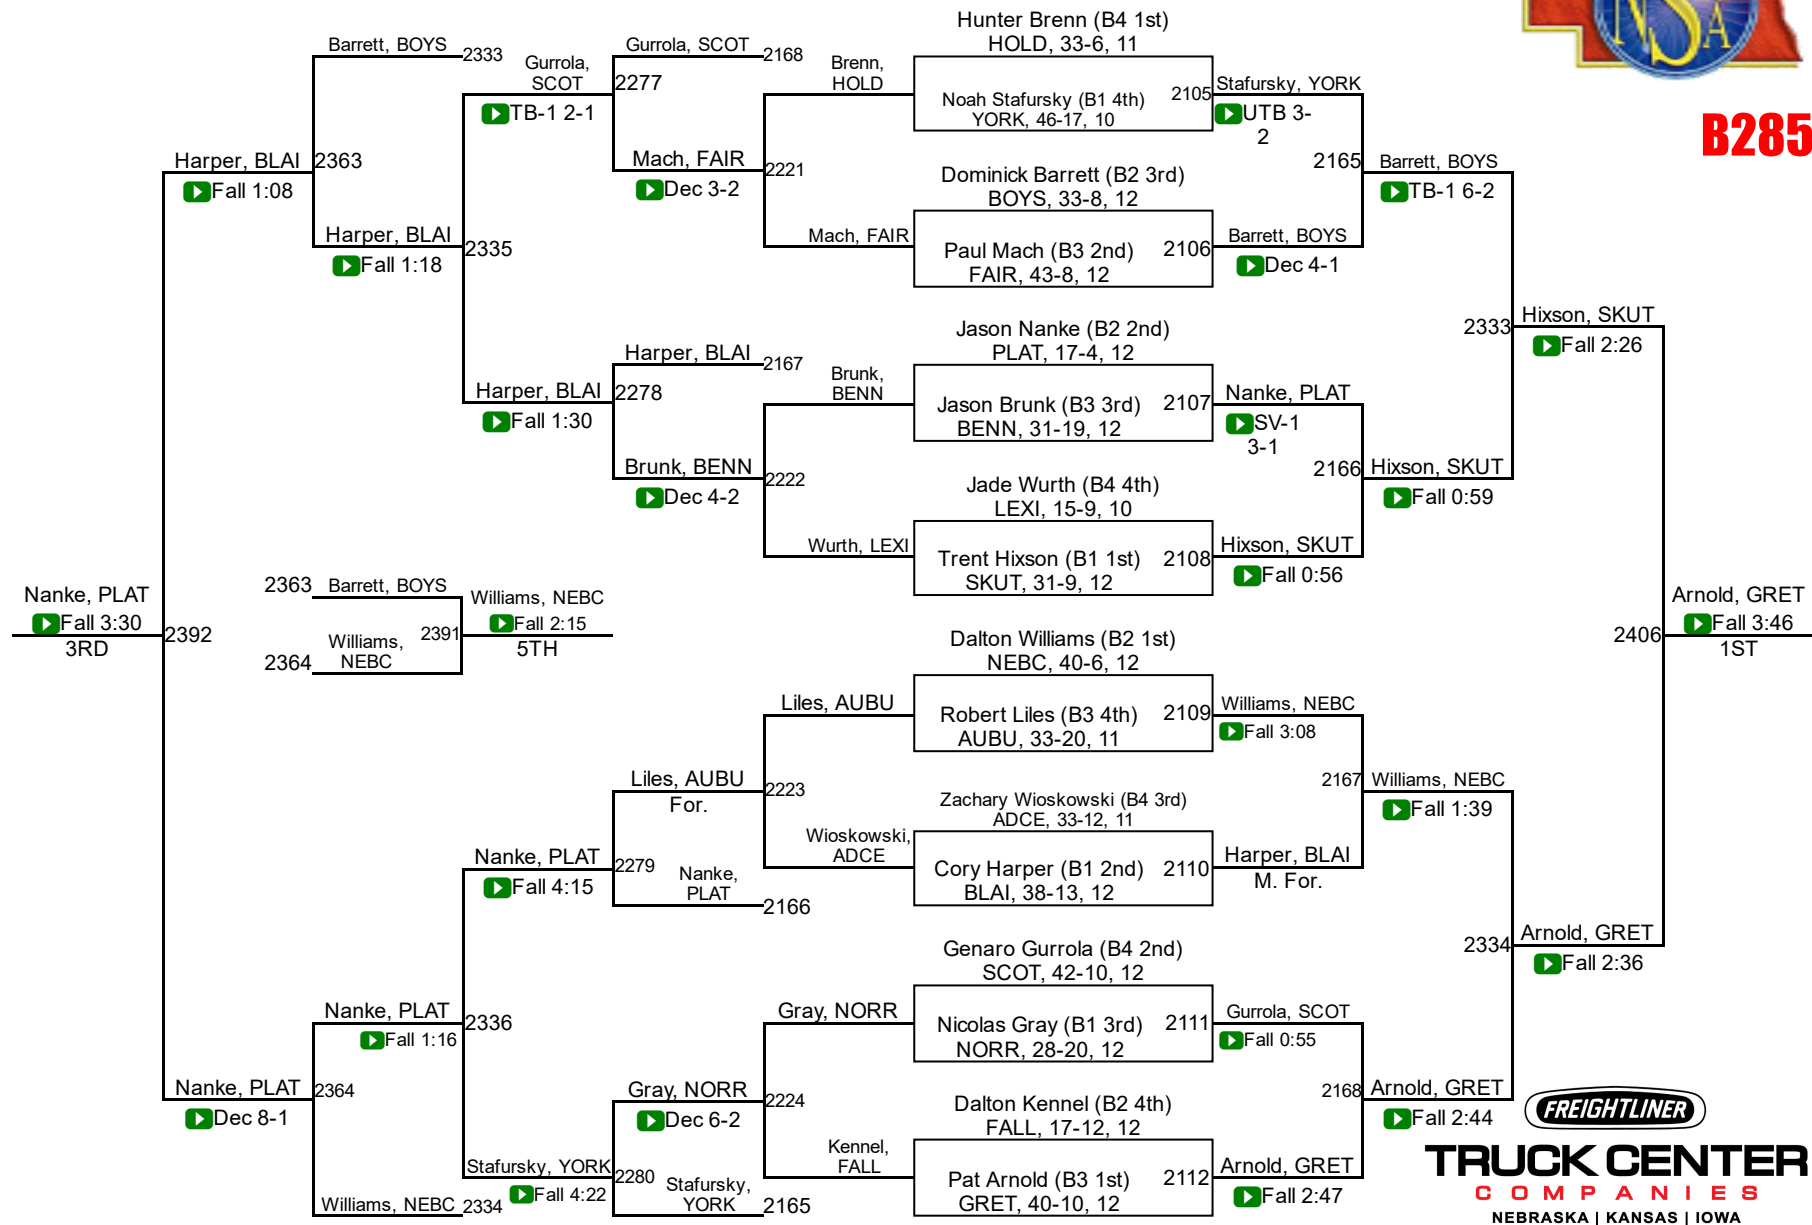 NSA
B285
Hunter Brenn (B4 1st)
HOLD, 33-6, 11
Noah Stafursky (B1 4th)
YORK, 46-17, 10
2105
Dominick Barrett (B2 3rd)
BOYS, 33-8, 12
Paul Mach (B3 2nd)
FAIR, 43-8, 12
2106
Jason Nanke (B2 2nd)
PLAT, 17-4, 12
Jason Brunk (B3 3rd)
BENN, 31-19, 12
2107
Jade Wurth (B4 4th)
LEXI, 15-9, 10
Trent Hixson (B1 1st)
SKUT, 31-9, 12
2108
Dalton Williams (B2 1st)
NEBC, 40-6, 12
Robert Liles (B3 4th)
AUBU, 33-20, 11
2109
Zachary Wioskowski (B4 3rd)
ADCE, 33-12, 11
Cory Harper (B1 2nd)
BLAI, 38-13, 12
2110
Genaro Gurrola (B4 2nd)
SCOT, 42-10, 12
Nicolas Gray (B1 3rd)
NORR, 28-20, 12
2111
Dalton Kennel (B2 4th)
FALL, 17-12, 12
Pat Arnold (B3 1st)
GRET, 40-10, 12
2112
Stafursky, YORK
UTB 3-
2
Barrett, BOYS
Dec 4-1
Nanke, PLAT
SV-1
3-1
Hixson, SKUT
Fall 0:56
Williams, NEBC
Fall 3:08
Harper, BLAI
M. For.
Gurrola, SCOT
Fall 0:55
Arnold, GRET
Fall 2:47
2165
Barrett, BOYS
TB-1 6-2
2166
Hixson, SKUT
Fall 0:59
2167
Williams, NEBC
Fall 1:39
2168
Arnold, GRET
Fall 2:44
2333
Hixson, SKUT
Fall 2:26
2334
Arnold, GRET
Fall 2:36
2406
Arnold, GRET
Fall 3:46
1ST
Brenn,
HOLD
Mach, FAIR
Brunk,
BENN
Wurth, LEXI
Liles, AUBU
Wioskowski,
ADCE
Gray, NORR
Kennel,
FALL
Gurrola, SCOT
2168
Mach, FAIR
Dec 3-2
2221
Harper, BLAI
2167
Brunk, BENN
Dec 4-2
2222
Liles, AUBU
For.
2223
Nanke,
PLAT
2166
Gray, NORR
Dec 6-2
2224
Stafursky,
YORK
2165
Gurrola,
SCOT
TB-1 2-1
2277
Harper, BLAI
Fall 1:30
2278
Nanke, PLAT
Fall 4:15
2279
Stafursky, YORK
Fall 4:22
2280
Barrett, BOYS
2333
Harper, BLAI
Fall 1:18
2335
Nanke, PLAT
Fall 1:16
2336
Williams, NEBC
2334
Harper, BLAI
Fall 1:08
2363
Nanke, PLAT
Dec 8-1
2364
Nanke, PLAT
Fall 3:30
3RD
2392
2363
Barrett, BOYS
2364
Williams,
NEBC
2391
Williams, NEBC
Fall 2:15
5TH
FREIGHTLINER
TRUCK CENTER
COMPANIES
NEBRASKA | KANSAS | IOWA